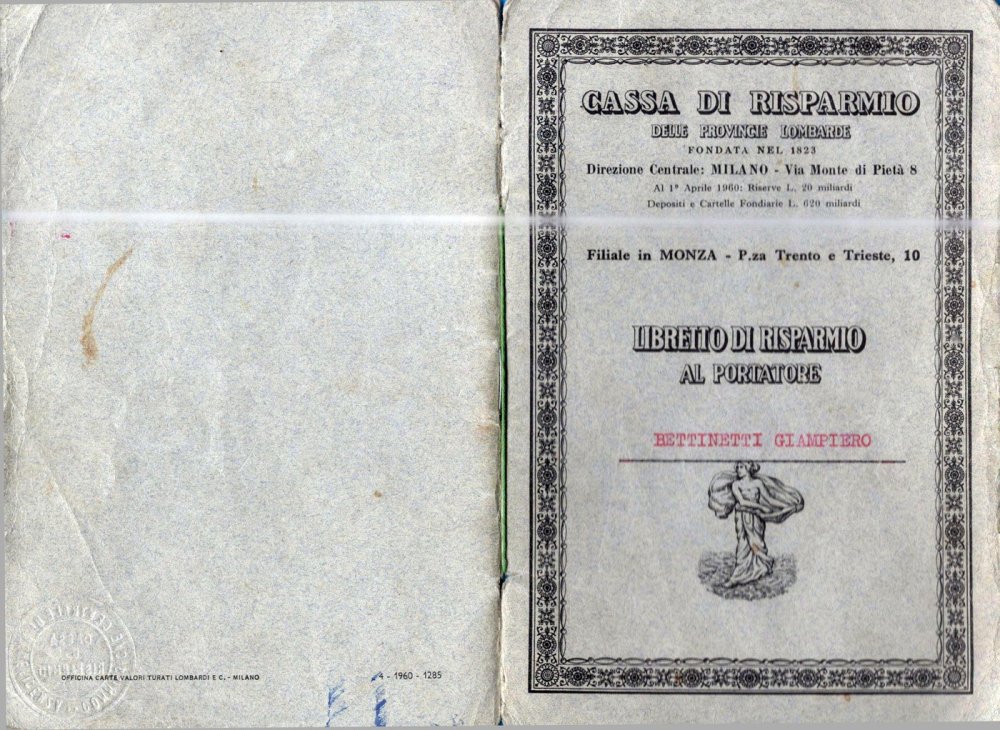 CASSA DI RISPARMIO
DELLE PROVINCIE LOMBARDE
FONDATA NEL 1823
Direzione Centrale: MILANO - Via Monte di Pietà 8
Al 1° Aprile 1960: Riserve L. 20 miliardi
Depositi e Cartelle Fondiarie L. 620 miliardi
Filiale in MONZA - P.za Trento e Trieste, 10
LIBRETTO DI RISPARMIO
AL PORTATORE
BETTINETTI GIAMPIERO
OFFICINA CARTE VALORI TURATI LOMBARDI E C. - MILANO
4 - 1960 - 1285